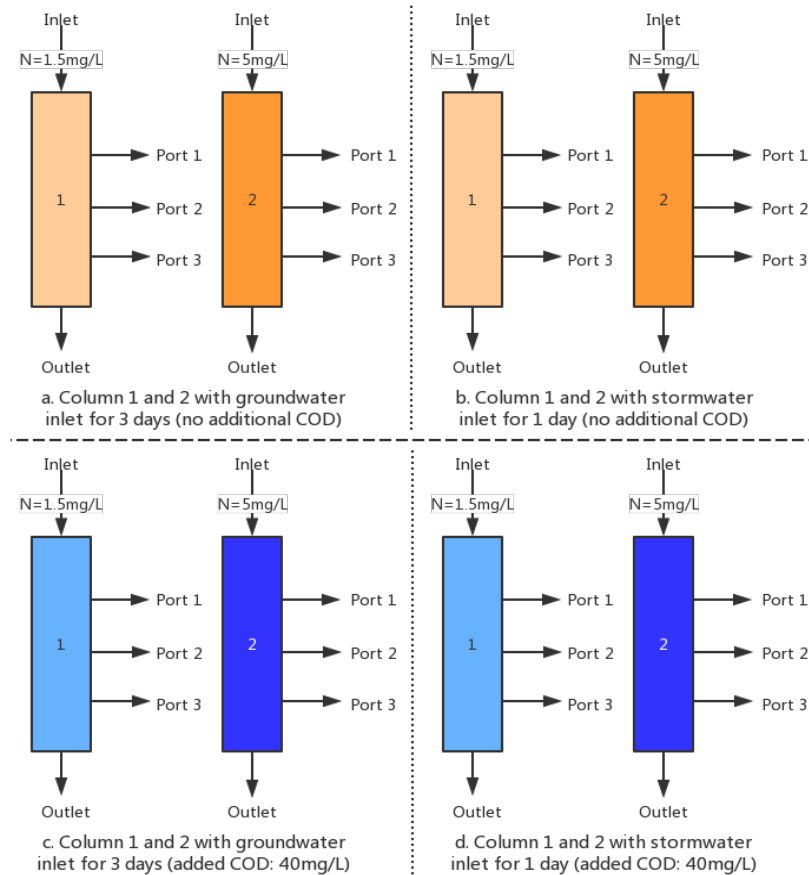 Inlet
Inlet
N=1.5mg/L
N=5mg/L
1
2
Port 1
Port 2
Port 3
Port 1
Port 2
Port 3
Outlet
Outlet
a. Column 1 and 2 with groundwater
inlet for 3 days (no additional COD)
Inlet
Inlet
N=1.5mg/L
N=5mg/L
1
2
Port 1
Port 2
Port 3
Port 1
Port 2
Port 3
Outlet
Outlet
b. Column 1 and 2 with stormwater
inlet for 1 day (no additional COD)
Inlet
Inlet
N=1.5mg/L
N=5mg/L
1
2
Port 1
Port 2
Port 3
Port 1
Port 2
Port 3
Outlet
Outlet
c. Column 1 and 2 with groundwater
inlet for 3 days (added COD: 40mg/L)
Inlet
Inlet
N=1.5mg/L
N=5mg/L
1
2
Port 1
Port 2
Port 3
Port 1
Port 2
Port 3
Outlet
Outlet
d. Column 1 and 2 with stormwater
inlet for 1 day (added COD: 40mg/L)